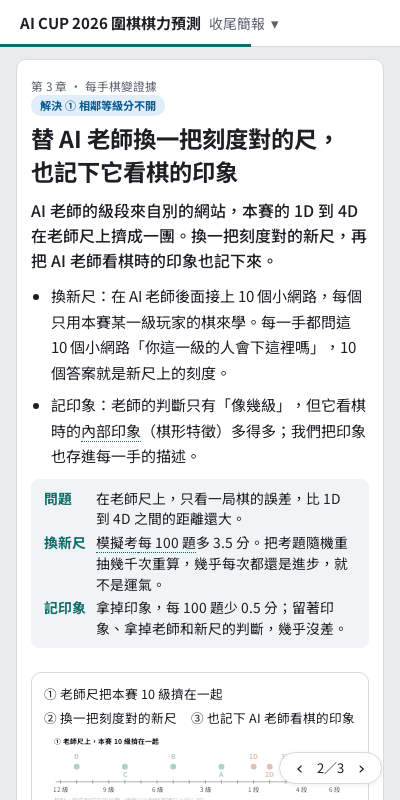 AI CUP 2026 圍棋棋力預測 收尾簡報 ▾
第 3 章 · 每手棋變證據
解決 ① 相鄰等級分不開
替 AI 老師換一把刻度對的尺，
也記下它看棋的印象
AI 老師的級段來自別的網站，本賽的 1D 到 4D
在老師尺上擠成一團。換一把刻度對的新尺，再
把 AI 老師看棋時的印象也記下來。
• 換新尺：在 AI 老師後面接上 10 個小網路，每個
只用本賽某一級玩家的棋來學。每一手都問這
10 個小網路「你這一級的人會下這裡嗎」，10
個答案就是新尺上的刻度。
• 記印象：老師的判斷只有「像幾級」，但它看棋
時的內部印象（棋形特徵）多得多；我們把印象
也存進每一手的描述。
問題 在老師尺上，只看一局棋的誤差，比 1D
到 4D 之間的距離還大。
換新尺 模擬考每 100 題多 3.5 分。把考題隨機重
抽幾千次重算，幾乎每次都還是進步，就
不是運氣。
記印象 拿掉印象，每 100 題少 0.5 分；留著印
象、拿掉老師和新尺的判斷，幾乎沒差。
① 老師尺把本賽 10 級擠在一起
② 換一把刻度對的新尺 ③ 也記下 AI 老師看棋的印象
① 老師尺上，本賽 10 級擠在一起
D B 1D
C A 2D
12 級 9 級 6 級 3 級 1 段 4 段 6 段
‹ 2／3 ›